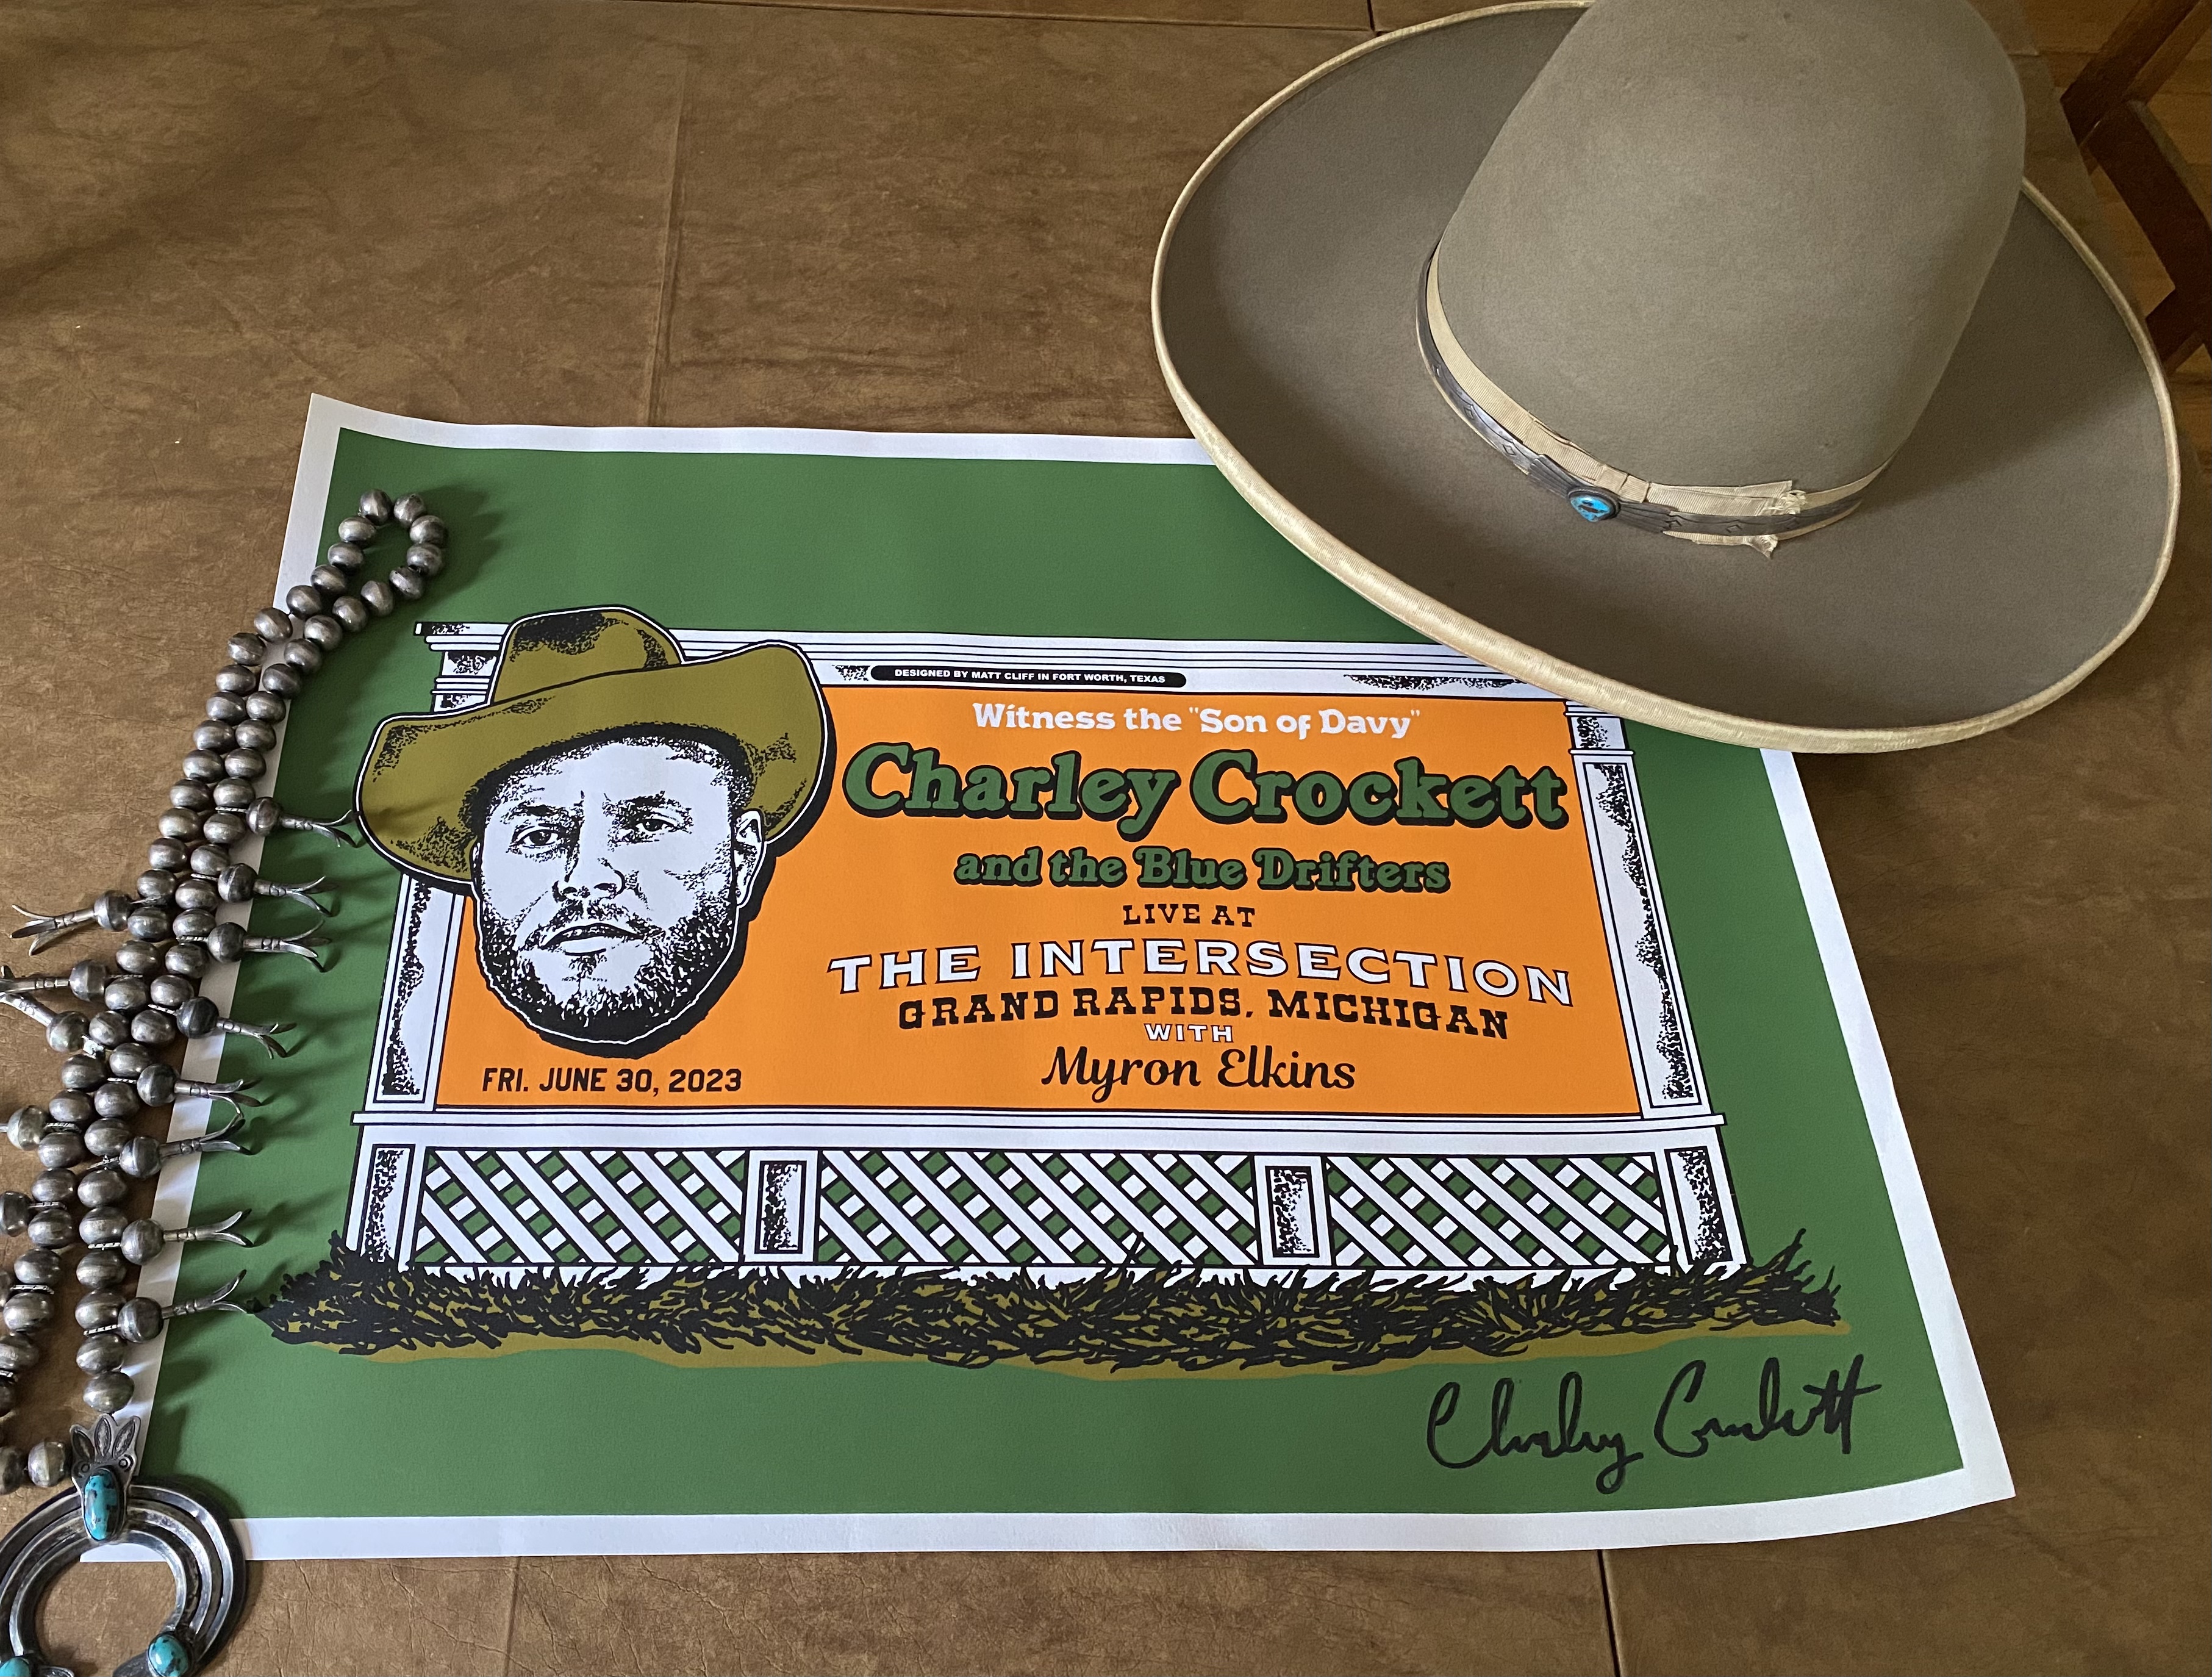 DESIGNED BY MATT CLIFF IN FORT WORTH, TEXAS
Witness the "Son of Davy"
Charley Crockett
and the Blue Drifters
LIVE AT
THE INTERSECTION
GRAND RAPIDS, MICHIGAN
WITH
Myron Elkins
FRI. JUNE 30, 2023
Charley Crockett